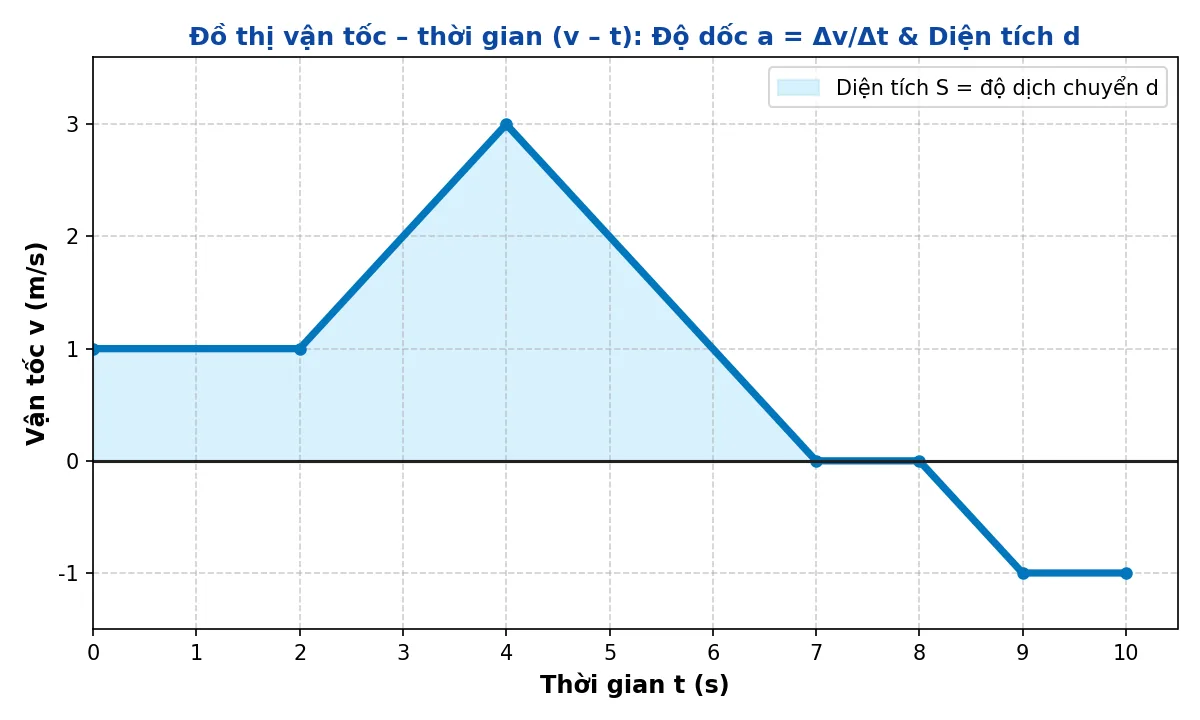 Đồ thị vận tốc – thời gian (v – t): Độ dốc a = Δv/Δt & Diện tích d
Diện tích S = độ dịch chuyển d
Vận tốc v (m/s)
3
2
1
0
-1
0 1 2 3 4 5 6 7 8 9 10
Thời gian t (s)